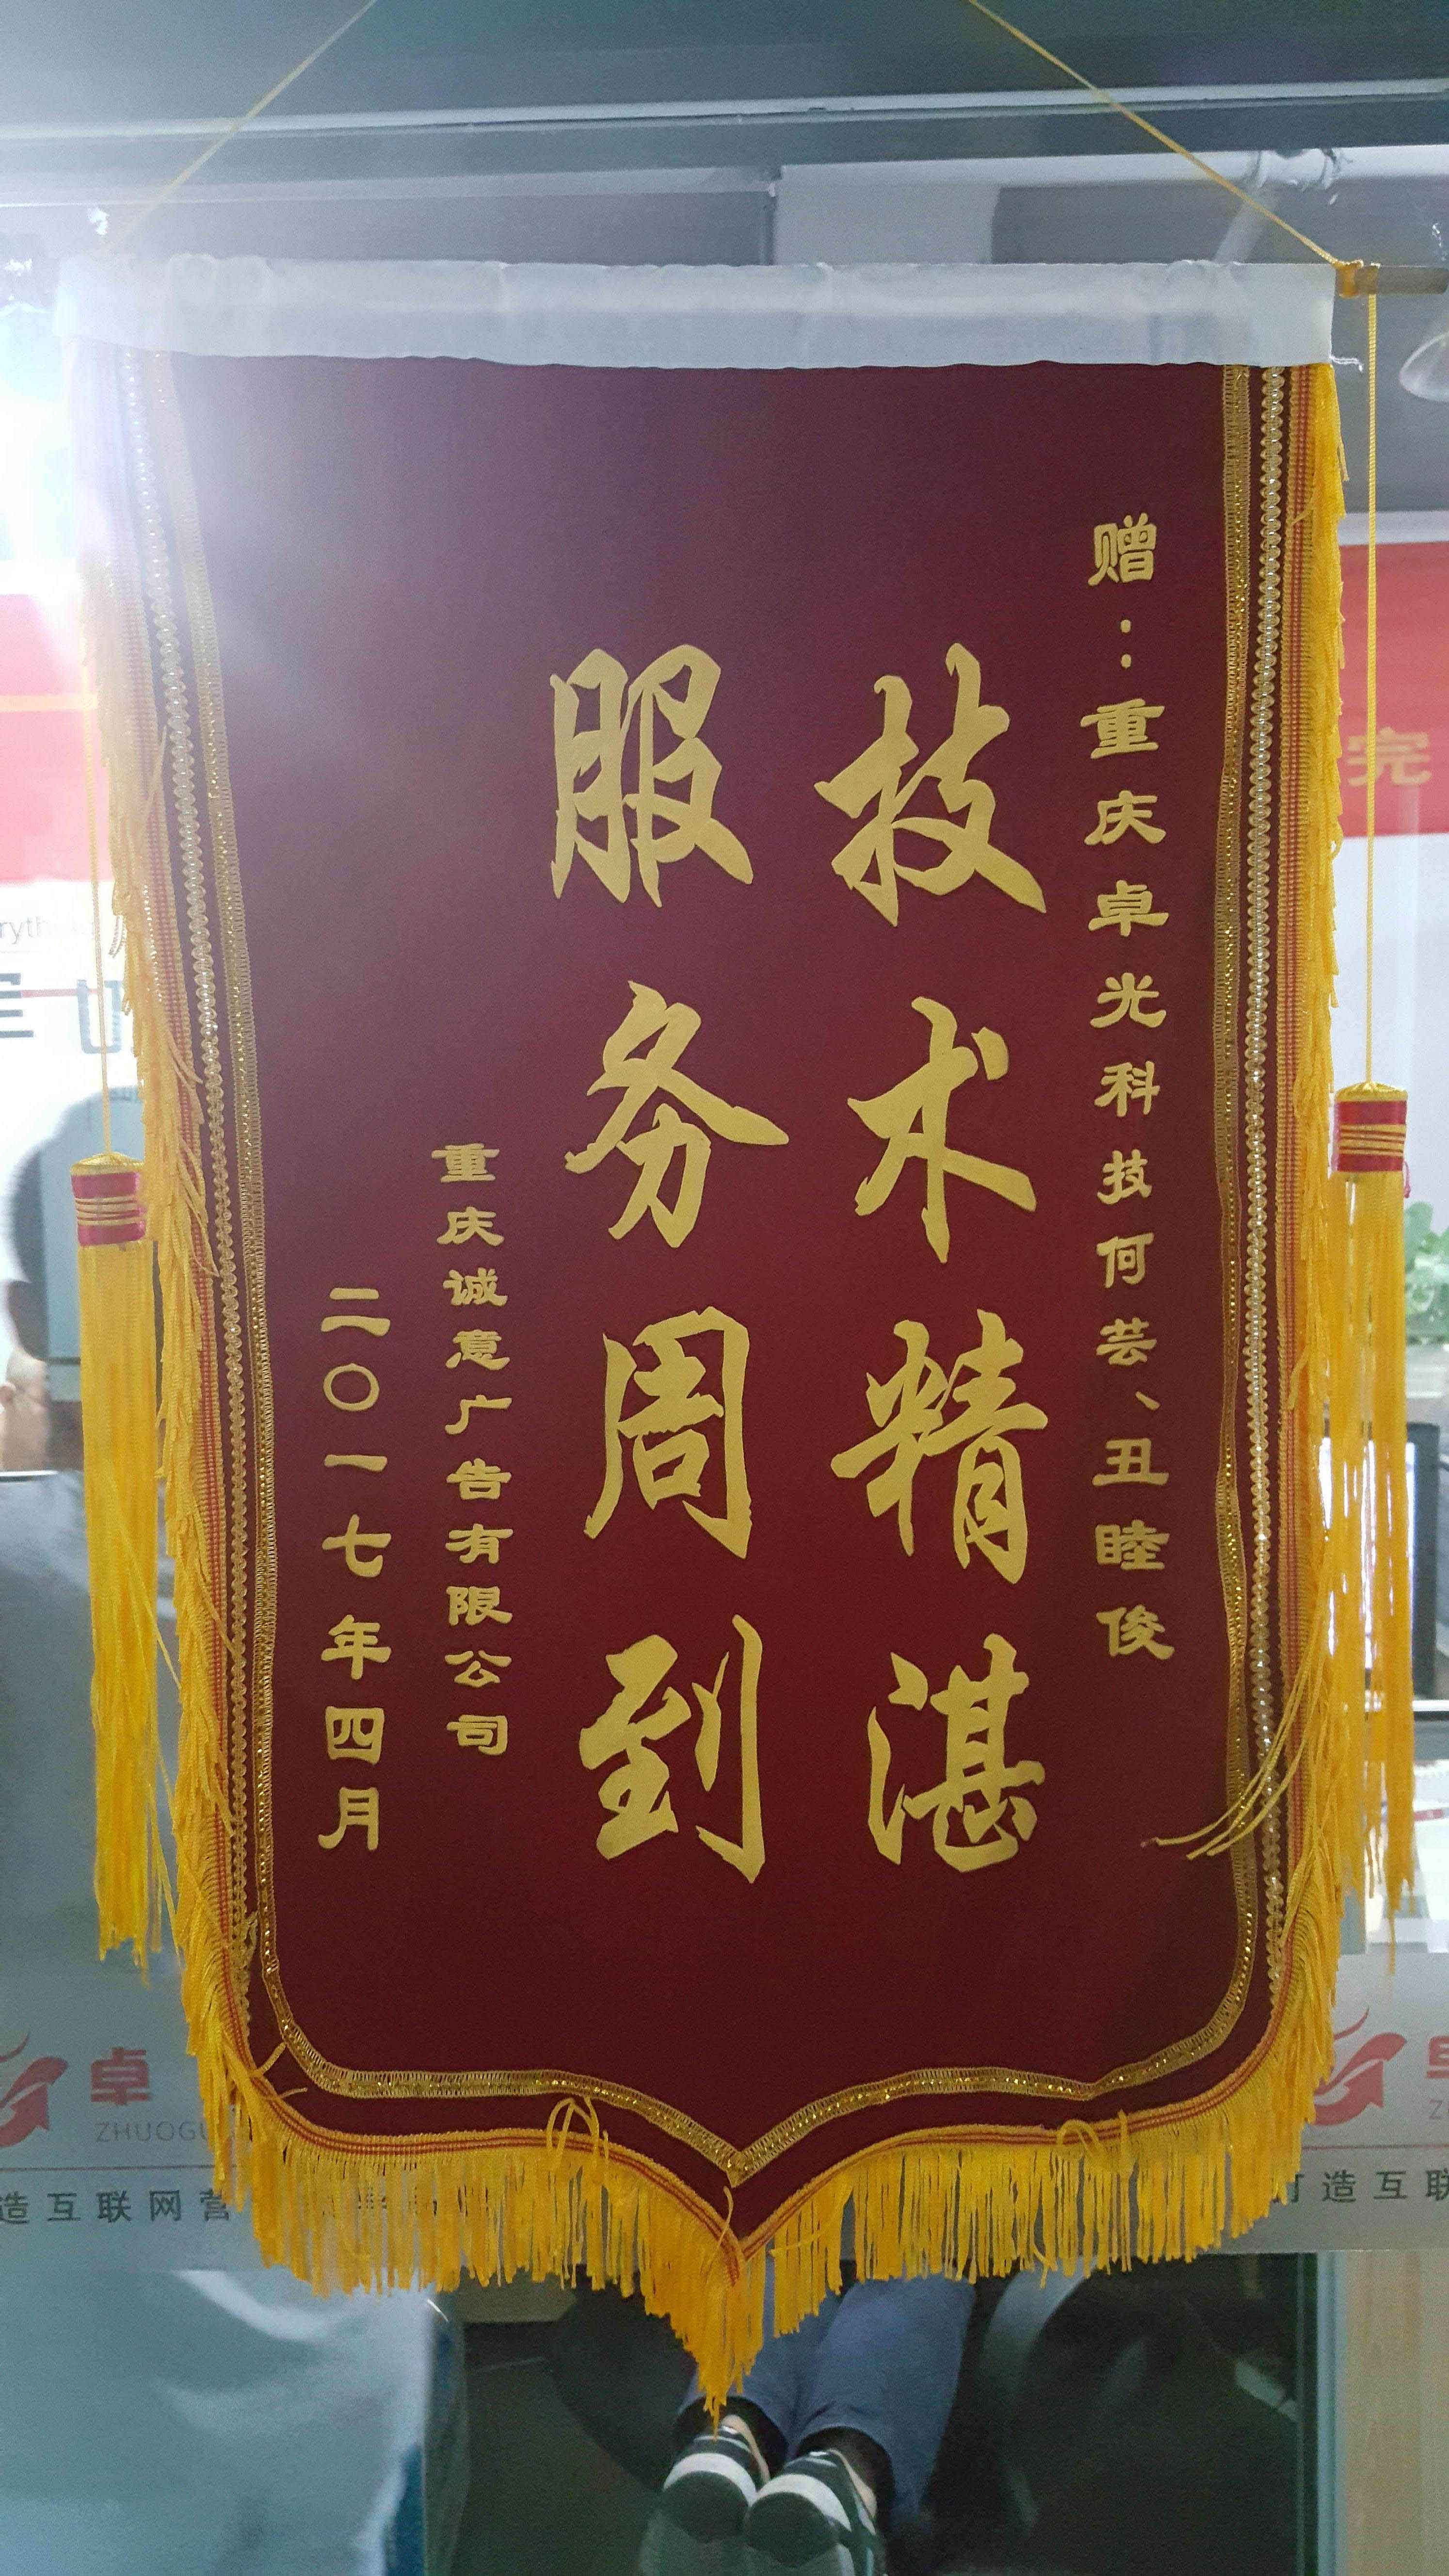 赠：重庆卓光科技何芸、丑睦俊
技术精湛
服务周到
重庆诚意广告有限公司
二〇一七年四月
完
卓
ZHUOGU
造互联网营
打造互联